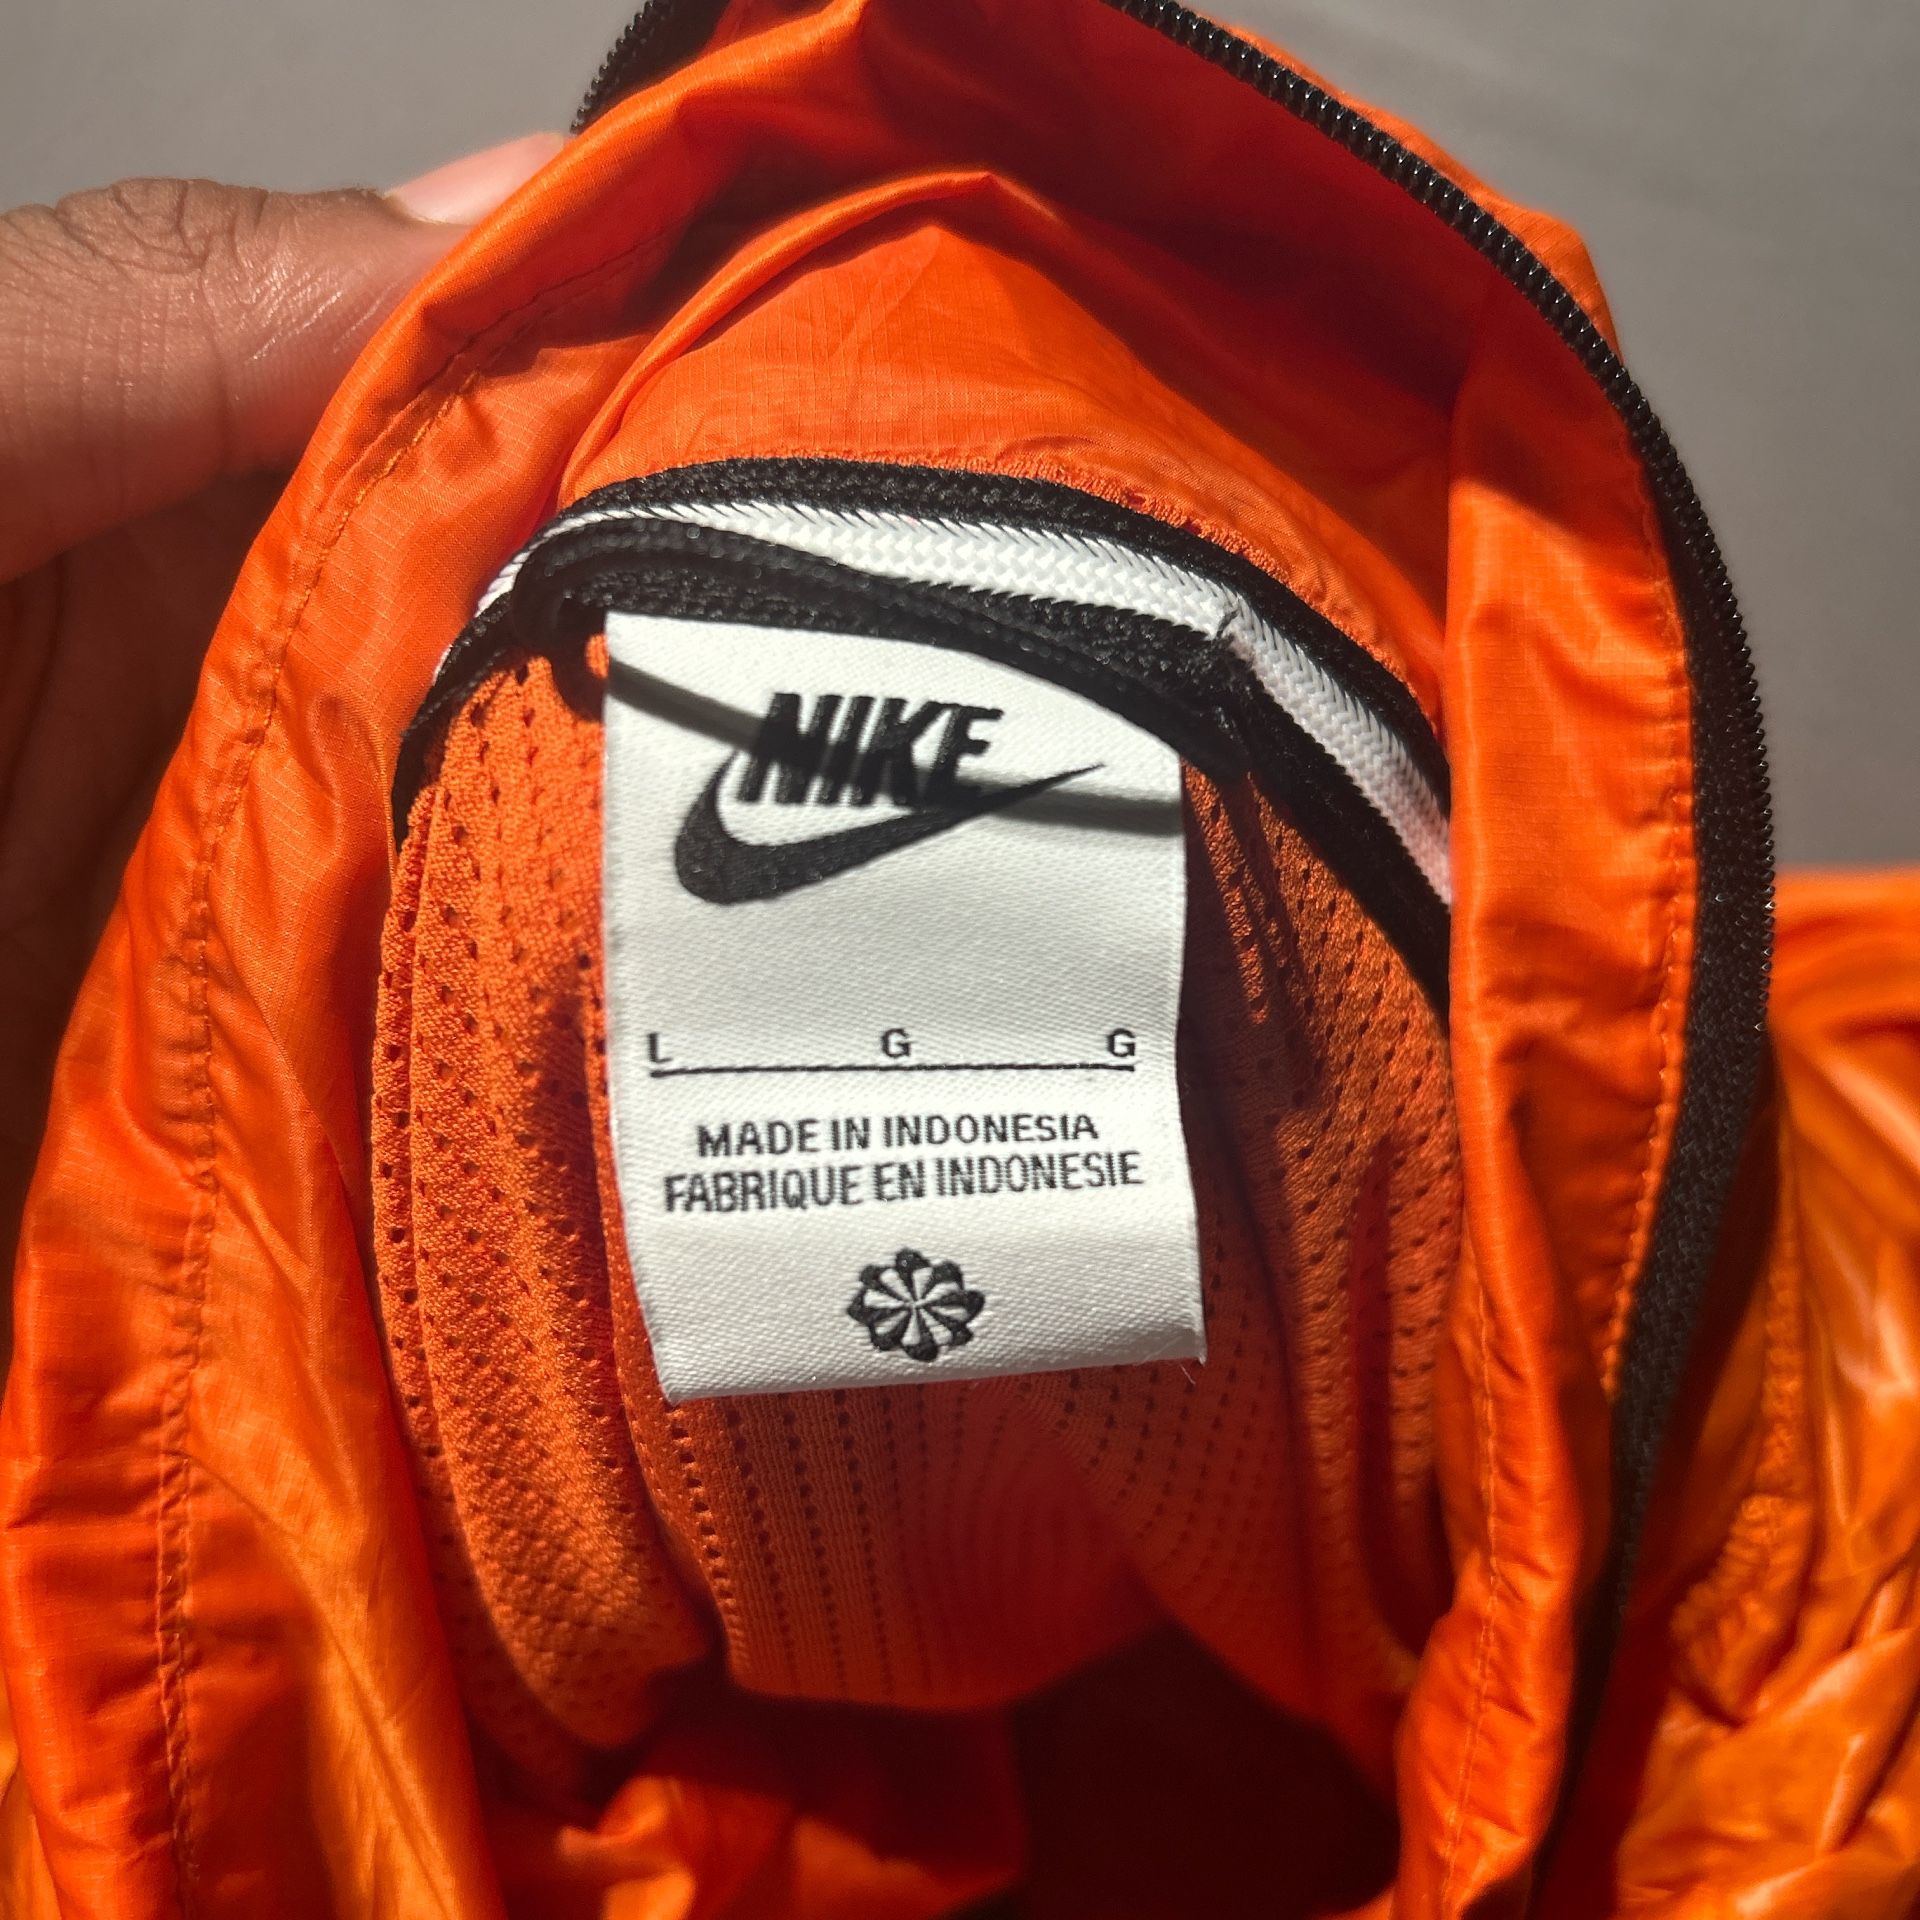 NIKE
L G G
MADE IN INDONESIA
FABRIQUE EN INDONESIE